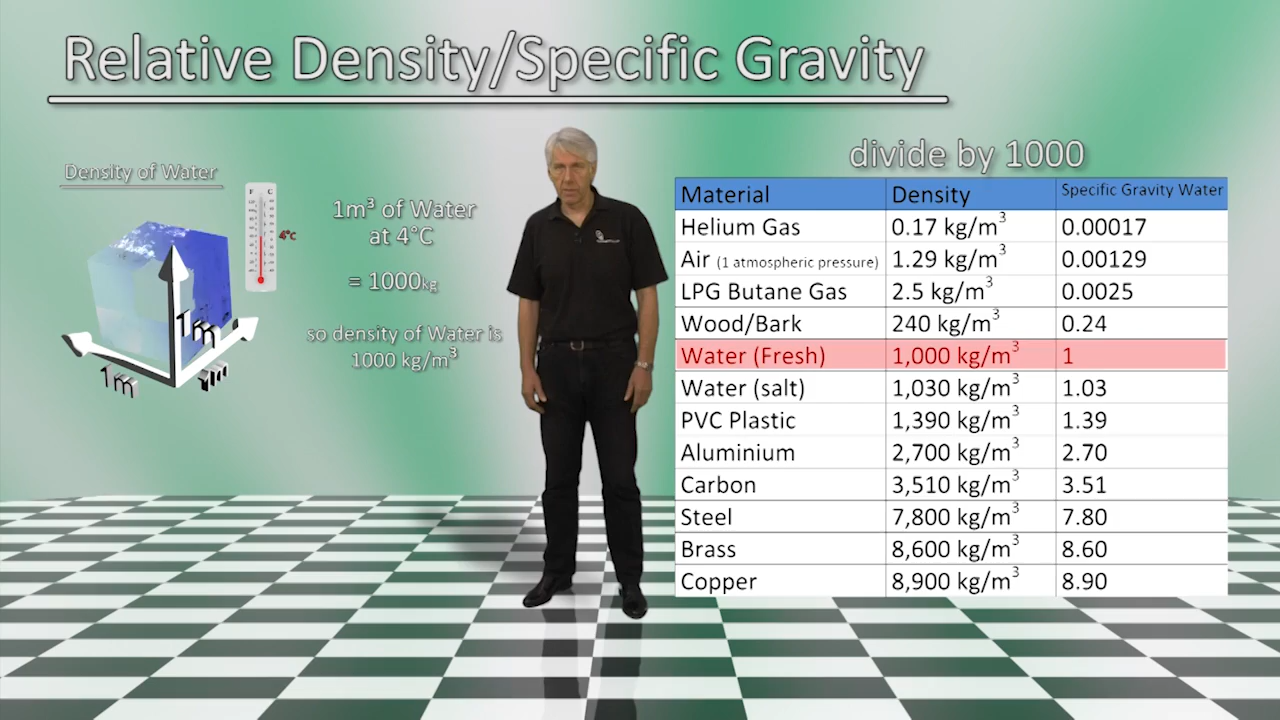 Relative Density/Specific Gravity
Density of Water
F C
4°C
1m
1m
1m
1m³ of Water
at 4°C
= 1000kg
so density of Water is
1000 kg/m³
divide by 1000
Material Density Specific Gravity Water
Helium Gas 0.17 kg/m³ 0.00017
Air (1 atmospheric pressure) 1.29 kg/m³ 0.00129
LPG Butane Gas 2.5 kg/m³ 0.0025
Wood/Bark 240 kg/m³ 0.24
Water (Fresh) 1,000 kg/m³ 1
Water (salt) 1,030 kg/m³ 1.03
PVC Plastic 1,390 kg/m³ 1.39
Aluminium 2,700 kg/m³ 2.70
Carbon 3,510 kg/m³ 3.51
Steel 7,800 kg/m³ 7.80
Brass 8,600 kg/m³ 8.60
Copper 8,900 kg/m³ 8.90